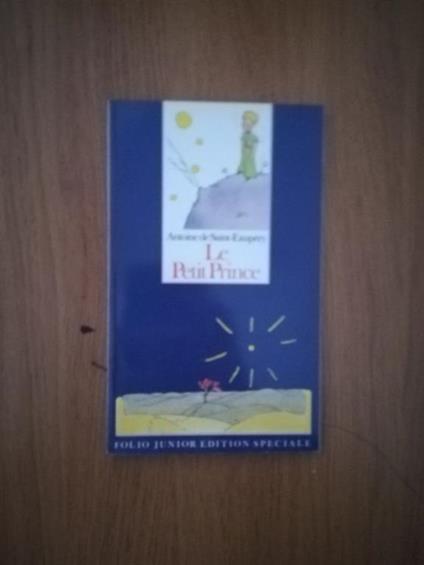 Antoine de Saint-Exupéry
Le
Petit Prince
FOLIO JUNIOR EDITION SPECIALE